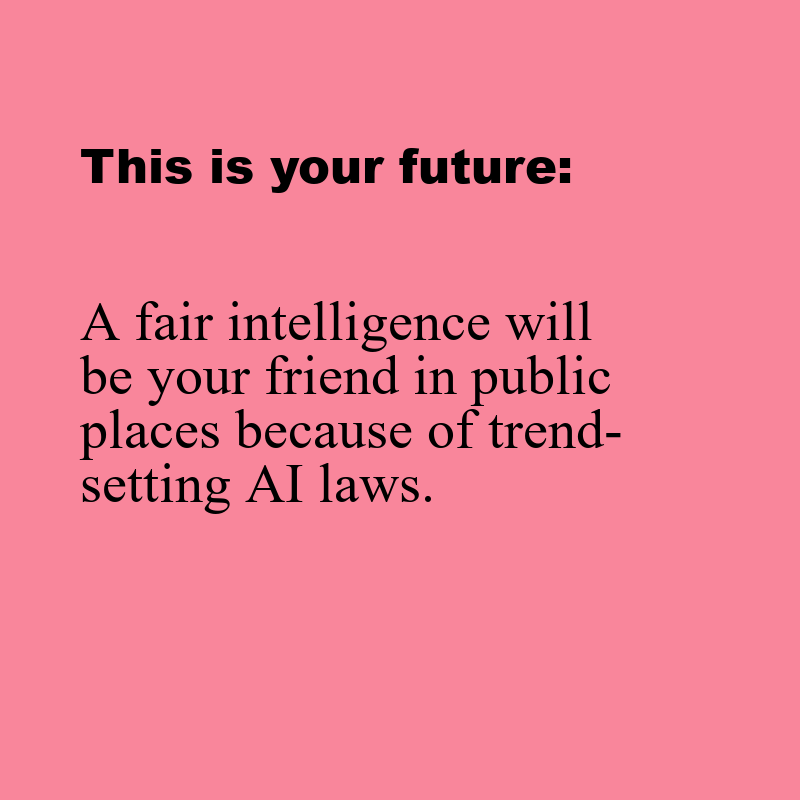 This is your future:
A fair intelligence will
be your friend in public
places because of trend-
setting AI laws.